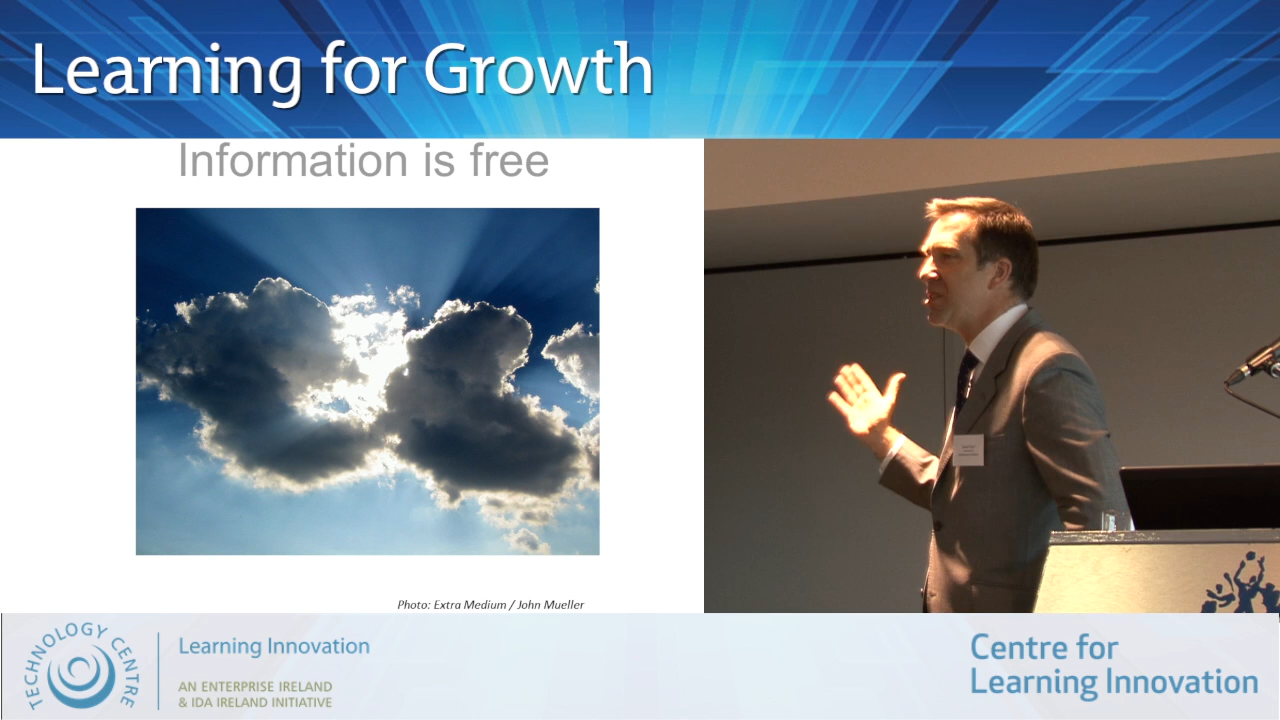 Learning for Growth
Information is free
Photo: Extra Medium / John Mueller
TECHNOLOGY CENTRE
Learning Innovation
AN ENTERPRISE IRELAND
& IDA IRELAND INITIATIVE
Centre for
Learning Innovation